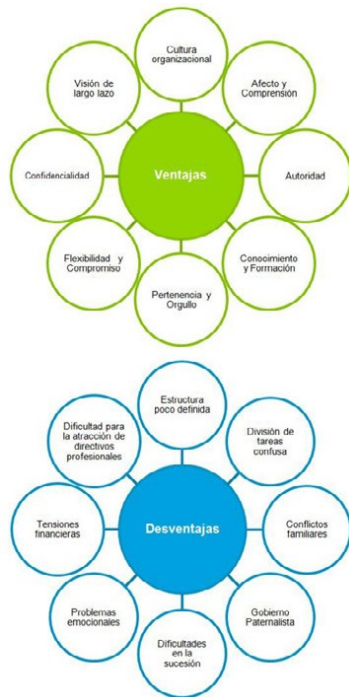 Cultura
organizacional
Visión de
largo lazo
Afecto y
Comprensión
Confidencialidad
Ventajas
Autoridad
Flexibilidad y
Compromiso
Conocimiento
y Formación
Pertenencia y
Orgullo
Estructura
poco definida
Dificultad para
la atracción de
directivos
profesionales
División de
tareas
confusa
Tensiones
financieras
Desventajas
Conflictos
familiares
Problemas
emocionales
Gobierno
Paternalista
Dificultades
en la
sucesión